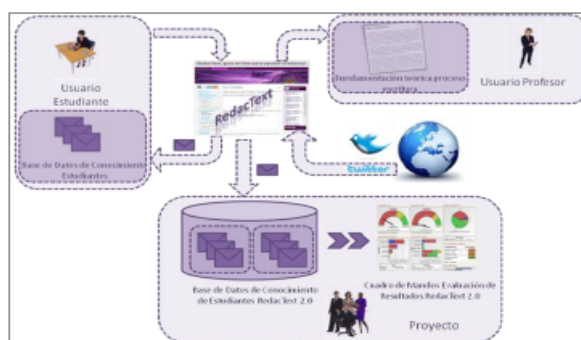 Usuario
Estudiante
Base de Datos de Conocimiento
Estudiantes
RedacText
Fundamentación teórica proceso
escritura
Usuario Profesor
twitter
Base de Datos de Conocimiento
de Estudiantes RedacText 2.0
Cuadro de Mandos Evaluación de
Resultados RedacText 2.0
Proyecto